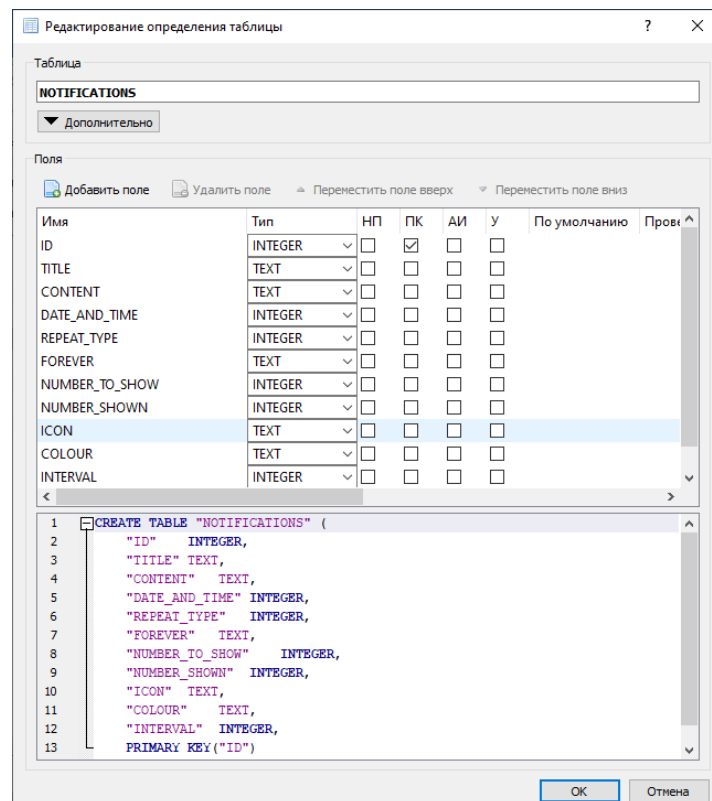 Редактирование определения таблицы ?
Таблица
NOTIFICATIONS
Дополнительно
Поля
Добавить поле Удалить поле Переместить поле вверх Переместить поле вниз
Имя Тип НП ПК АИ У По умолчанию Прове
ID INTEGER
TITLE TEXT
CONTENT TEXT
DATE_AND_TIME INTEGER
REPEAT_TYPE INTEGER
FOREVER TEXT
NUMBER_TO_SHOW INTEGER
NUMBER_SHOWN INTEGER
ICON TEXT
COLOUR TEXT
INTERVAL INTEGER
1 CREATE TABLE "NOTIFICATIONS" (
2 "ID" INTEGER,
3 "TITLE" TEXT,
4 "CONTENT" TEXT,
5 "DATE_AND_TIME" INTEGER,
6 "REPEAT_TYPE" INTEGER,
7 "FOREVER" TEXT,
8 "NUMBER_TO_SHOW" INTEGER,
9 "NUMBER_SHOWN" INTEGER,
10 "ICON" TEXT,
11 "COLOUR" TEXT,
12 "INTERVAL" INTEGER,
13 PRIMARY KEY("ID")
OK Отмена